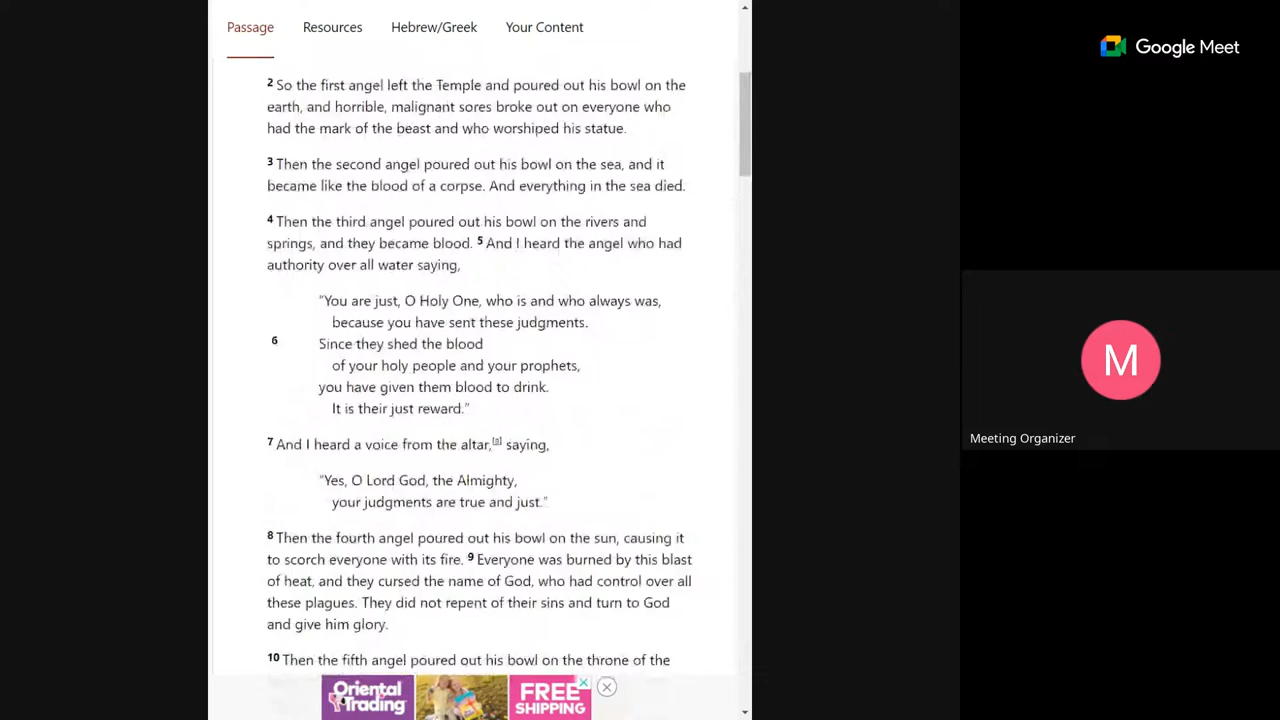 Passage Resources Hebrew/Greek Your Content
Google Meet
2 So the first angel left the Temple and poured out his bowl on the
earth, and horrible, malignant sores broke out on everyone who
had the mark of the beast and who worshiped his statue.
3 Then the second angel poured out his bowl on the sea, and it
became like the blood of a corpse. And everything in the sea died.
4 Then the third angel poured out his bowl on the rivers and
springs, and they became blood. 5 And I heard the angel who had
authority over all water saying,
“You are just, O Holy One, who is and who always was,
because you have sent these judgments.
6 Since they shed the blood
of your holy people and your prophets,
you have given them blood to drink.
It is their just reward.”
7 And I heard a voice from the altar,[a] saying,
“Yes, O Lord God, the Almighty,
your judgments are true and just.”
8 Then the fourth angel poured out his bowl on the sun, causing it
to scorch everyone with its fire. 9 Everyone was burned by this blast
of heat, and they cursed the name of God, who had control over all
these plagues. They did not repent of their sins and turn to God
and give him glory.
10 Then the fifth angel poured out his bowl on the throne of the
Oriental
Trading
FREE
SHIPPING
M
Meeting Organizer